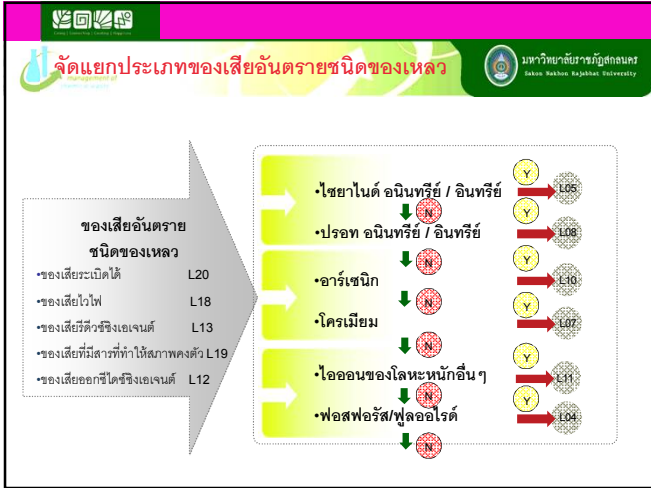 จัดแยกประเภทของเสียอันตรายชนิดของเหลว
management of
มหาวิทยาลัยราชภัฏสกลนคร
Sakon Nakhon Rajabhat University
ของเสียอันตราย
ชนิดของเหลว
•ของเสียระเบิดได้ L20
•ของเสียไวไฟ L18
•ของเสียรีดิวซ์ซิงเอเจนต์ L13
•ของเสียที่มีสารที่ทำให้สภาพคงตัว L19
•ของเสียออกซีไดซ์ซิงเอเจนต์ L12
•ไซยาไนด์ อนินทรีย์ / อินทรีย์ Y L05
N
•ปรอท อนินทรีย์ / อินทรีย์ Y L08
N
•อาร์เซนิก Y L10
N
•โครเมียม Y L07
N
•ไอออนของโลหะหนักอื่น ๆ Y L11
N
•ฟอสฟอรัส/ฟูลออไรด์ Y L04
N